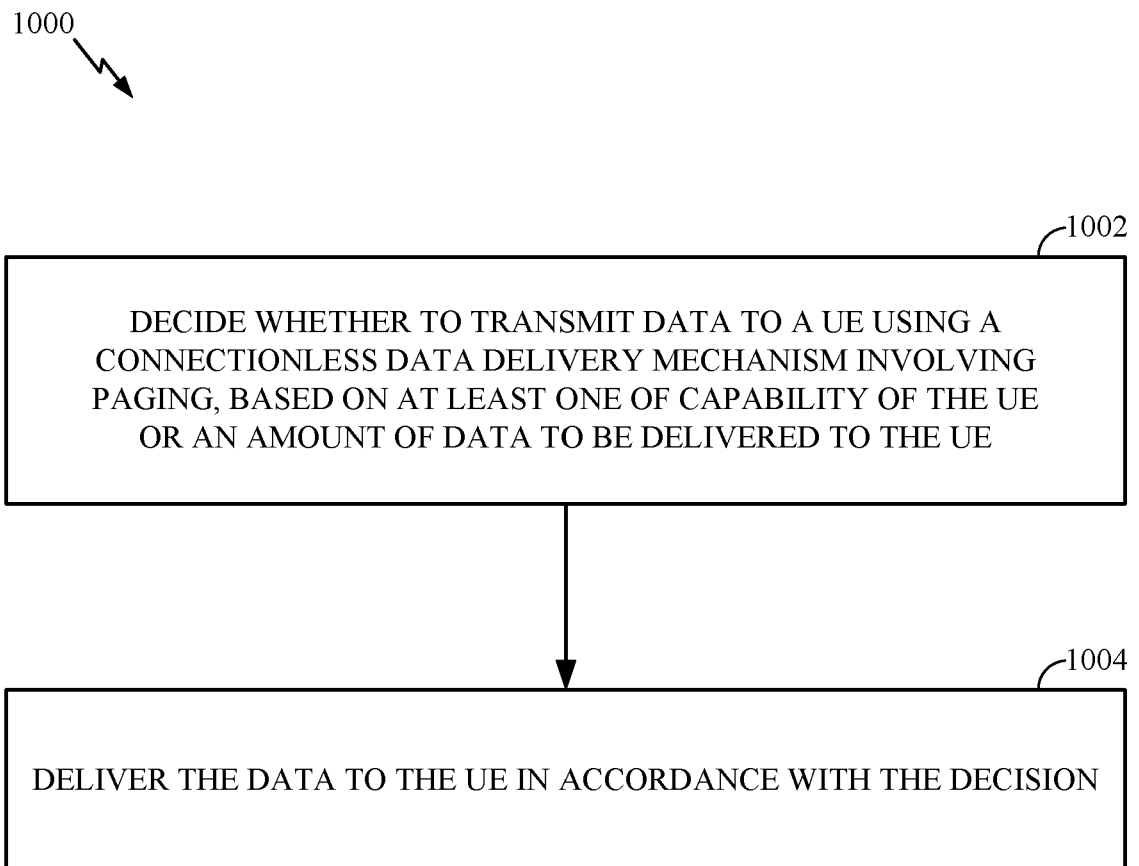 1000
1002
DECIDE WHETHER TO TRANSMIT DATA TO A UE USING A
CONNECTIONLESS DATA DELIVERY MECHANISM INVOLVING
PAGING, BASED ON AT LEAST ONE OF CAPABILITY OF THE UE
OR AN AMOUNT OF DATA TO BE DELIVERED TO THE UE
1004
DELIVER THE DATA TO THE UE IN ACCORDANCE WITH THE DECISION